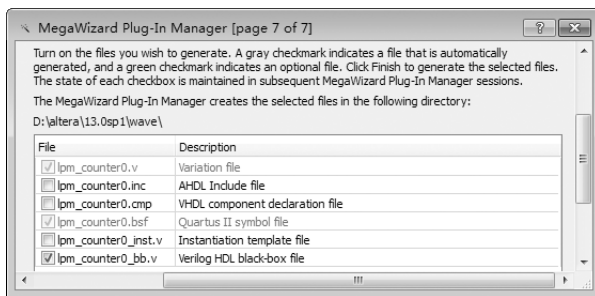 MegaWizard Plug-In Manager [page 7 of 7]
Turn on the files you wish to generate. A gray checkmark indicates a file that is automatically
generated, and a green checkmark indicates an optional file. Click Finish to generate the selected files.
The state of each checkbox is maintained in subsequent MegaWizard Plug-In Manager sessions.
The MegaWizard Plug-In Manager creates the selected files in the following directory:
D:\altera\13.0sp1\wave\
File Description
lpm_counter0.v Variation file
lpm_counter0.inc AHDL Include file
lpm_counter0.cmp VHDL component declaration file
lpm_counter0.bsf Quartus II symbol file
lpm_counter0_inst.v Instantiation template file
lpm_counter0_bb.v Verilog HDL black-box file